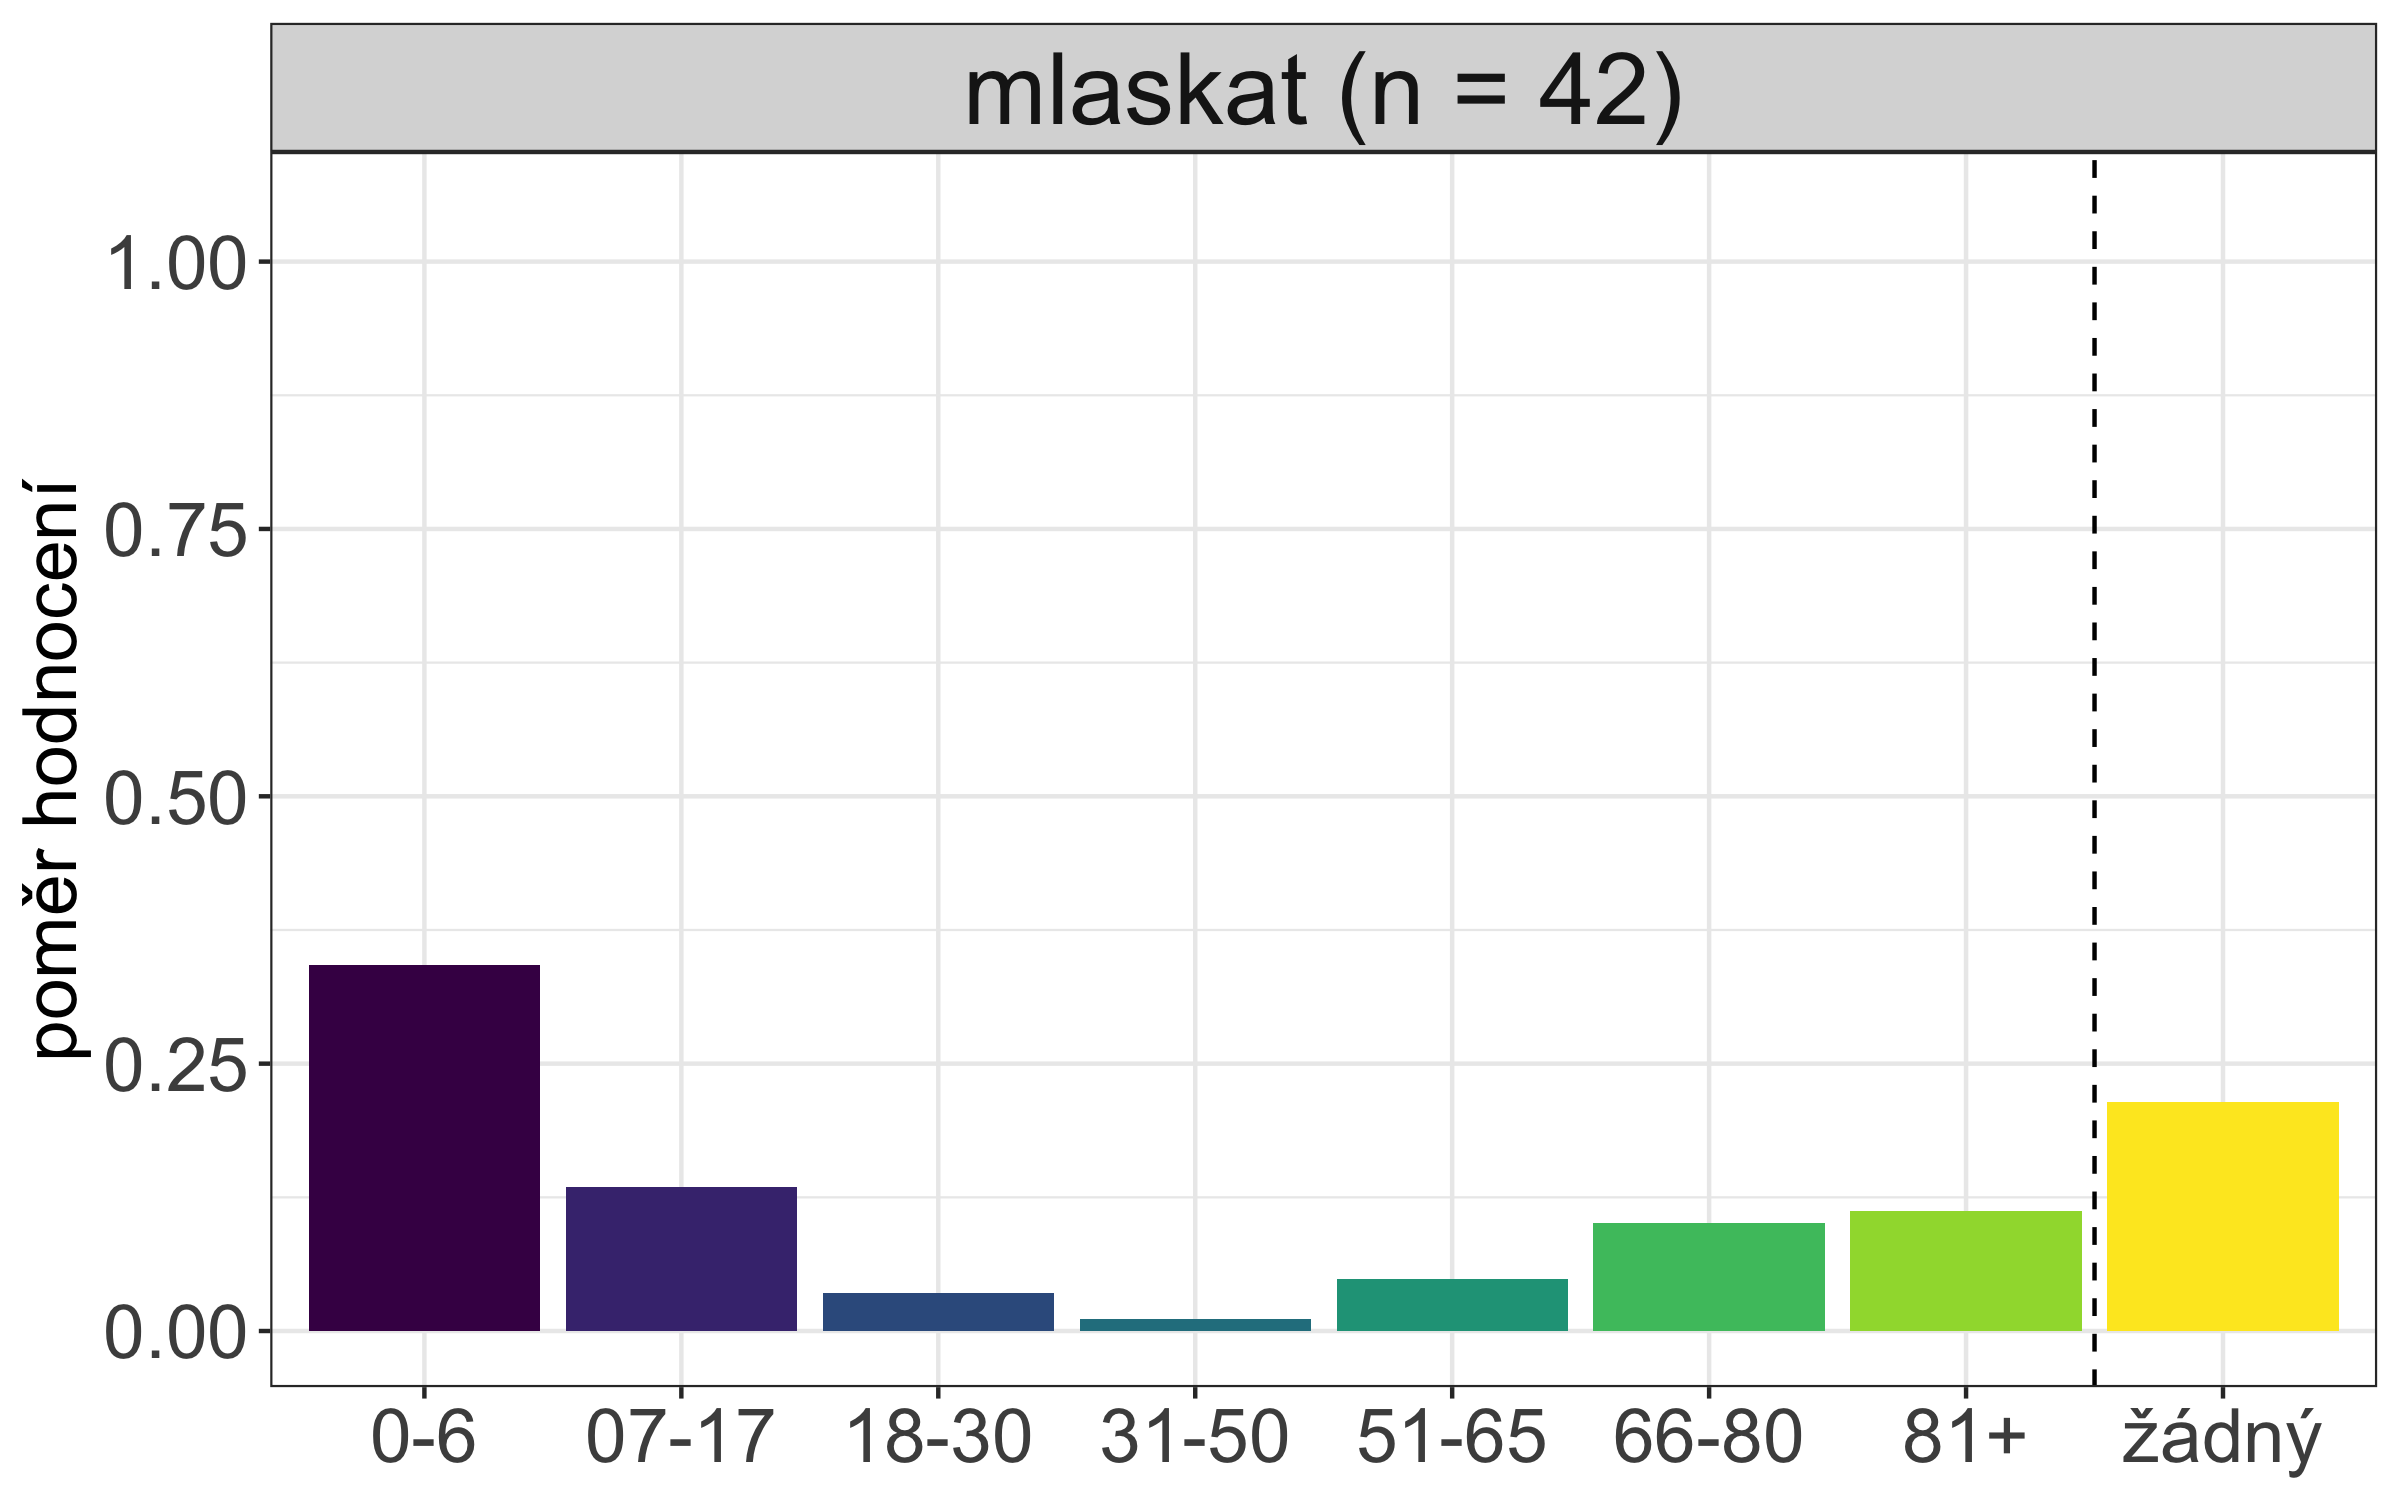 mlaskat (n = 42)
poměr hodnocení
1.00
0.75
0.50
0.25
0.00
0-6 07-17 18-30 31-50 51-65 66-80 81+ žádný